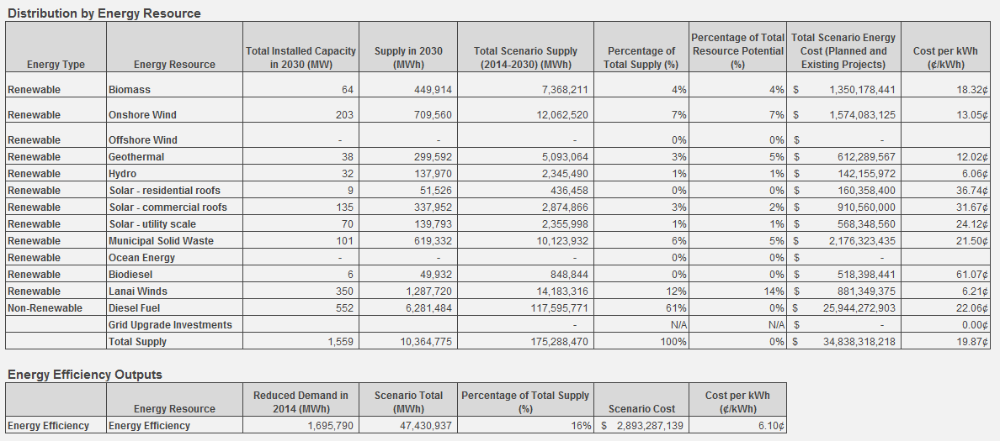 Distribution by Energy Resource
Energy Type Energy Resource Total Installed Capacity in 2030 (MW) Supply in 2030 (MWh) Total Scenario Supply (2014-2030) (MWh) Percentage of Total Supply (%) Percentage of Total Resource Potential (%) Total Scenario Energy Cost (Planned and Existing Projects) Cost per kWh (¢/kWh)
Renewable Biomass 64 449,914 7,368,211 4% 4% $ 1,350,178,441 18.32¢
Renewable Onshore Wind 203 709,560 12,062,520 7% 7% $ 1,574,083,125 13.05¢
Renewable Offshore Wind - - - 0% 0% $ -
Renewable Geothermal 38 299,592 5,093,064 3% 5% $ 612,289,567 12.02¢
Renewable Hydro 32 137,970 2,345,490 1% 1% $ 142,155,972 6.06¢
Renewable Solar - residential roofs 9 51,526 436,458 0% 0% $ 160,358,400 36.74¢
Renewable Solar - commercial roofs 135 337,952 2,874,866 3% 2% $ 910,560,000 31.67¢
Renewable Solar - utility scale 70 139,793 2,355,998 1% 1% $ 568,348,560 24.12¢
Renewable Municipal Solid Waste 101 619,332 10,123,932 6% 5% $ 2,176,323,435 21.50¢
Renewable Ocean Energy - - - 0% 0% $ -
Renewable Biodiesel 6 49,932 848,844 0% 0% $ 518,398,441 61.07¢
Renewable Lanai Winds 350 1,287,720 14,183,316 12% 14% $ 881,349,375 6.21¢
Non-Renewable Diesel Fuel 552 6,281,484 117,595,771 61% 0% $ 25,944,272,903 22.06¢
Grid Upgrade Investments - N/A N/A $ - 0.00¢
Total Supply 1,559 10,364,775 175,288,470 100% 0% $ 34,838,318,218 19.87¢
Energy Efficiency Outputs
Energy Resource Reduced Demand in 2014 (MWh) Scenario Total (MWh) Percentage of Total Supply (%) Scenario Cost Cost per kWh (¢/kWh)
Energy Efficiency Energy Efficiency 1,695,790 47,430,937 16% $ 2,893,287,139 6.10¢